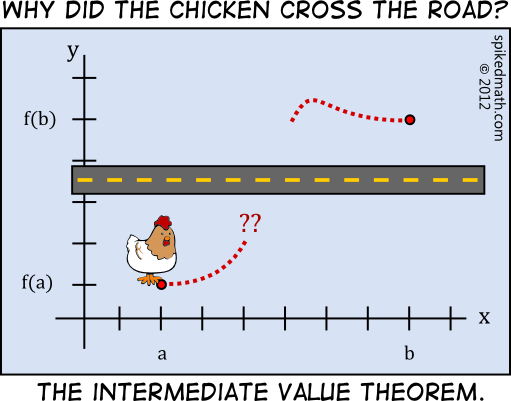 WHY DID THE CHICKEN CROSS THE ROAD?
y
spikedmath.com
© 2012
f(b)
??
f(a)
x
a
b
THE INTERMEDIATE VALUE THEOREM.